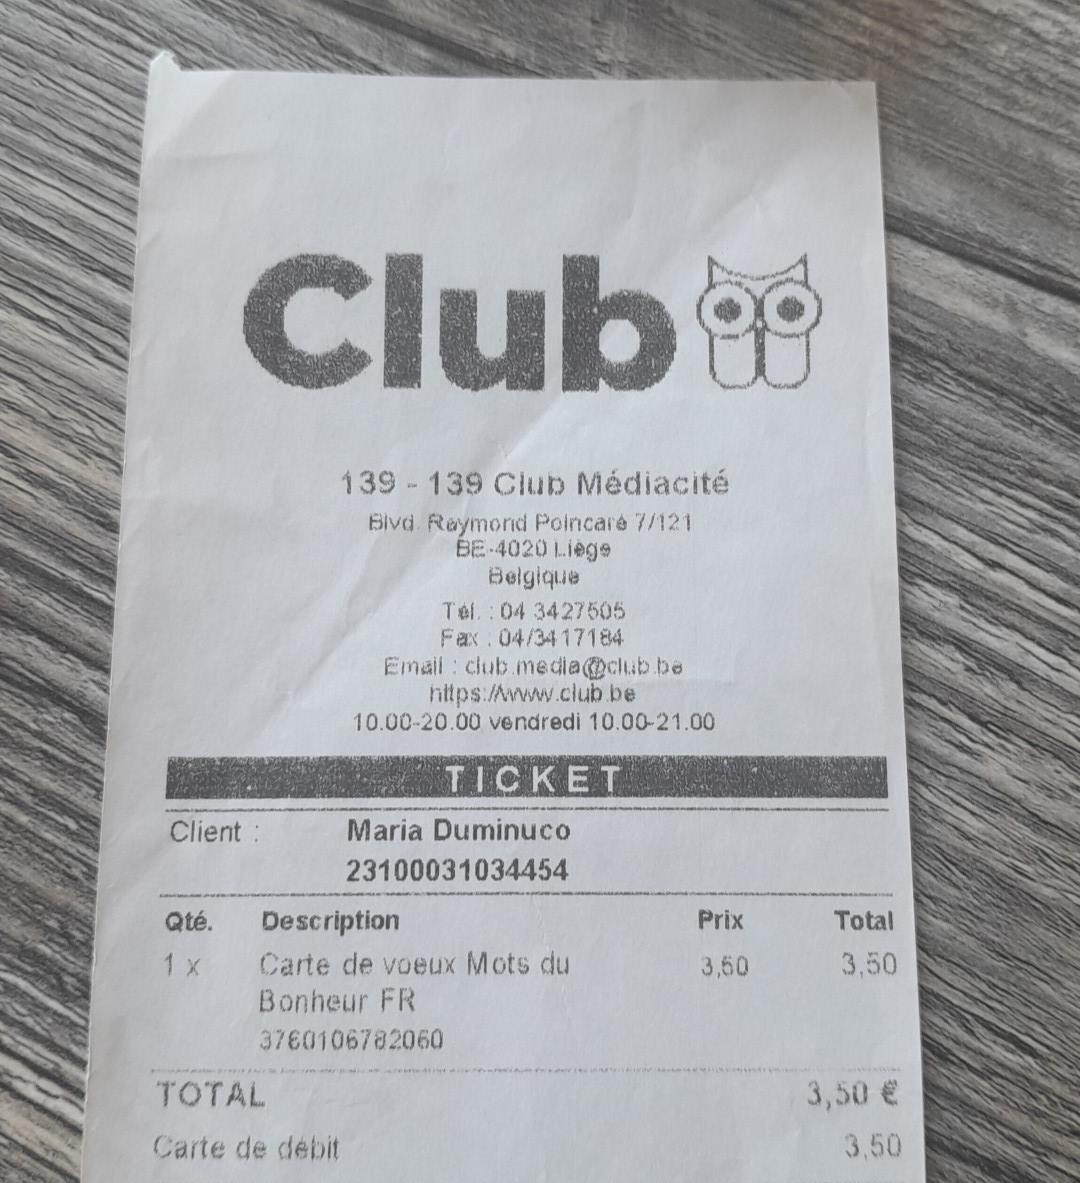 Club
139 - 139 Club Médiacité
Blvd. Raymond Poincaré 7/121
BE-4020 Liège
Belgique
Tél. : 04 3427505
Fax : 04/3417184
Email : club.media@club.be
https://www.club.be
10.00-20.00 vendredi 10.00-21.00
TICKET
Client : Maria Duminuco
23100031034454
Qté. Description Prix Total
1 x Carte de voeux Mots du 3,50 3,50
Bonheur FR
3760106782060
TOTAL 3,50 €
Carte de débit 3,50